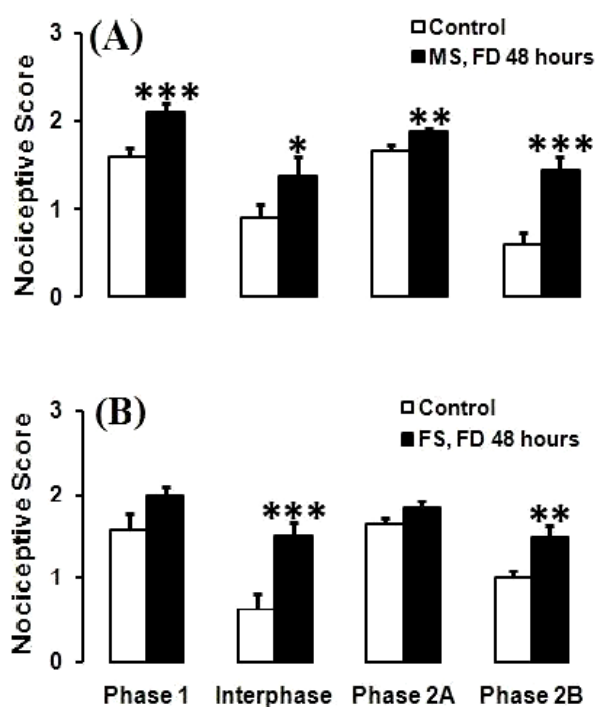 (A)
Control
MS, FD 48 hours
Nociceptive Score
3
2
1
0
***
*
**
***
(B)
Control
FS, FD 48 hours
Nociceptive Score
3
2
1
0
***
**
Phase 1 Interphase Phase 2A Phase 2B